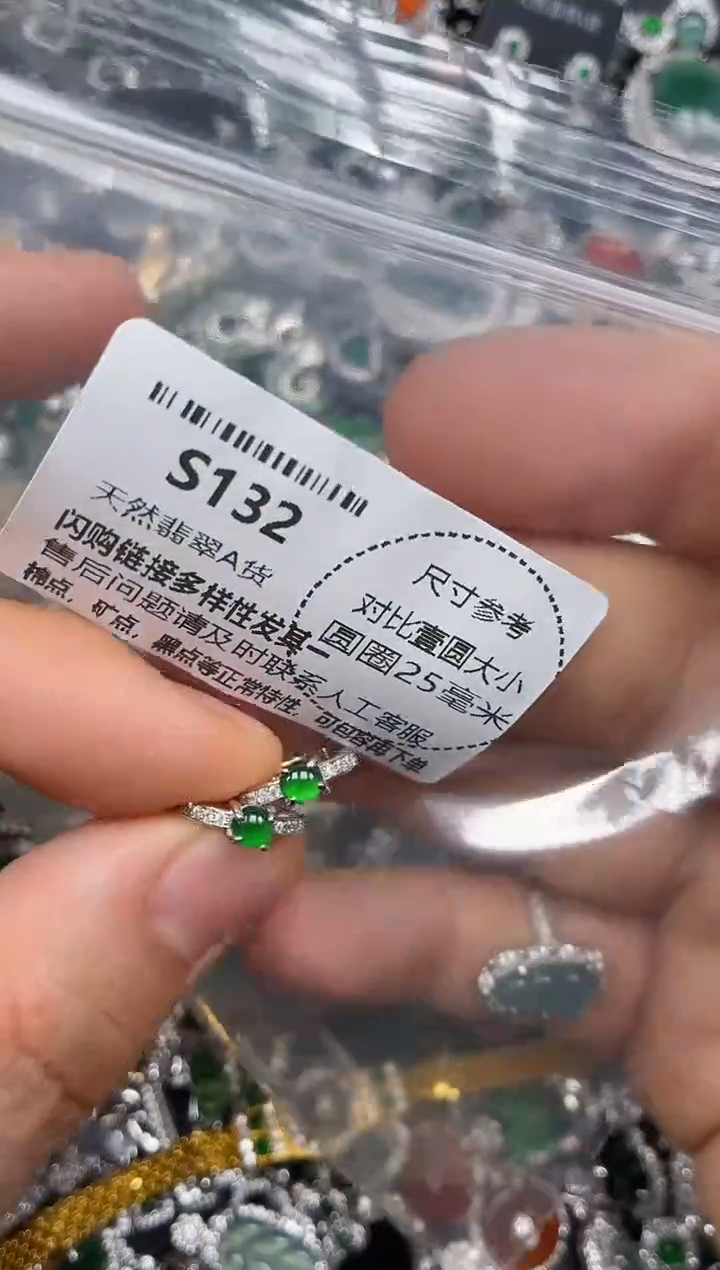 S132
天然翡翠A货
闪购链接多样性发其一
售后问题请及时联系人工客服
棉点，矿点，黑点等正常特性，可包容再下单
尺寸参考
对比壹圆大小
圆圈25毫米